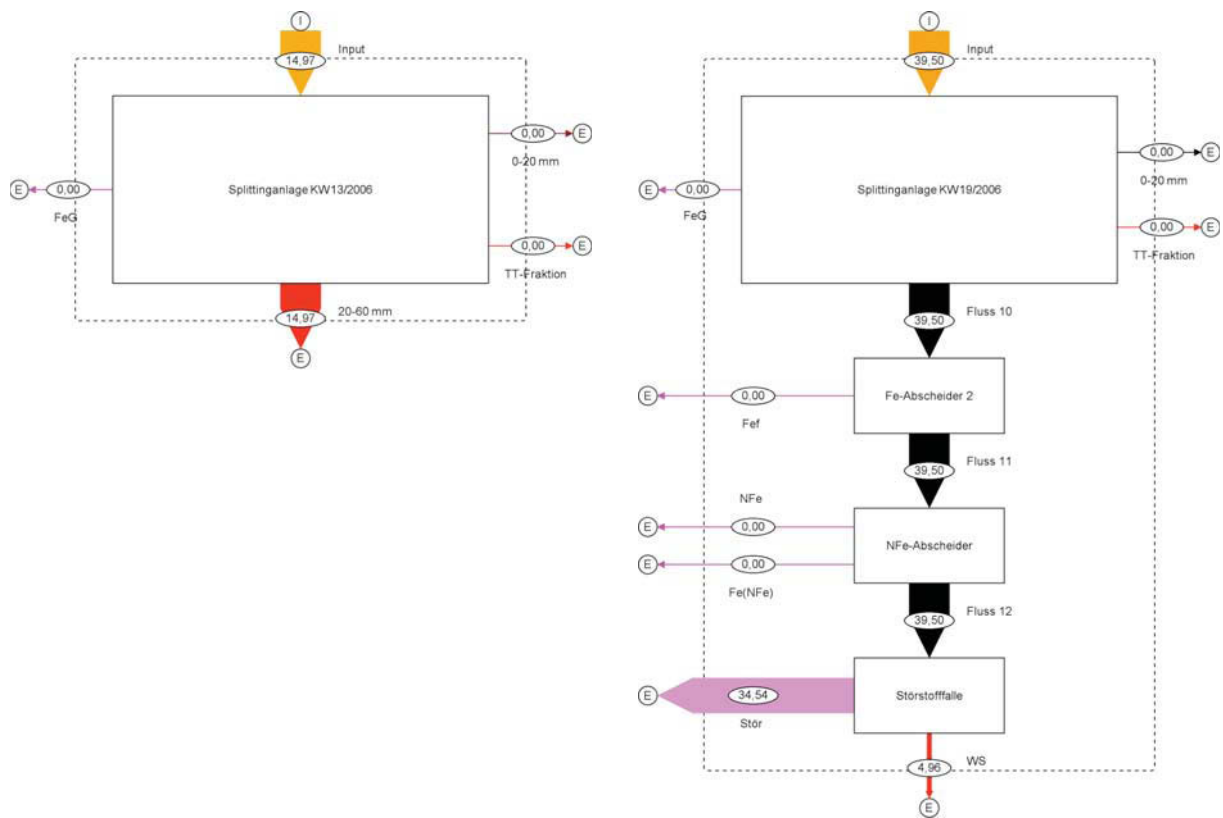 I
Input
14,97
0,00
E
0-20 mm
Splittinganlage KW13/2006
E
0,00
FeG
0,00
E
TT-Fraktion
20-60 mm
14,97
E
I
Input
39,50
0,00
E
0-20 mm
Splittinganlage KW19/2006
E
0,00
FeG
0,00
E
TT-Fraktion
Fluss 10
39,50
Fe-Abscheider 2
E
0,00
Fef
Fluss 11
39,50
NFe
E
0,00
NFe-Abscheider
E
0,00
Fe(NFe)
Fluss 12
39,50
E
34,54
Störstofffalle
Stör
WS
4,96
E